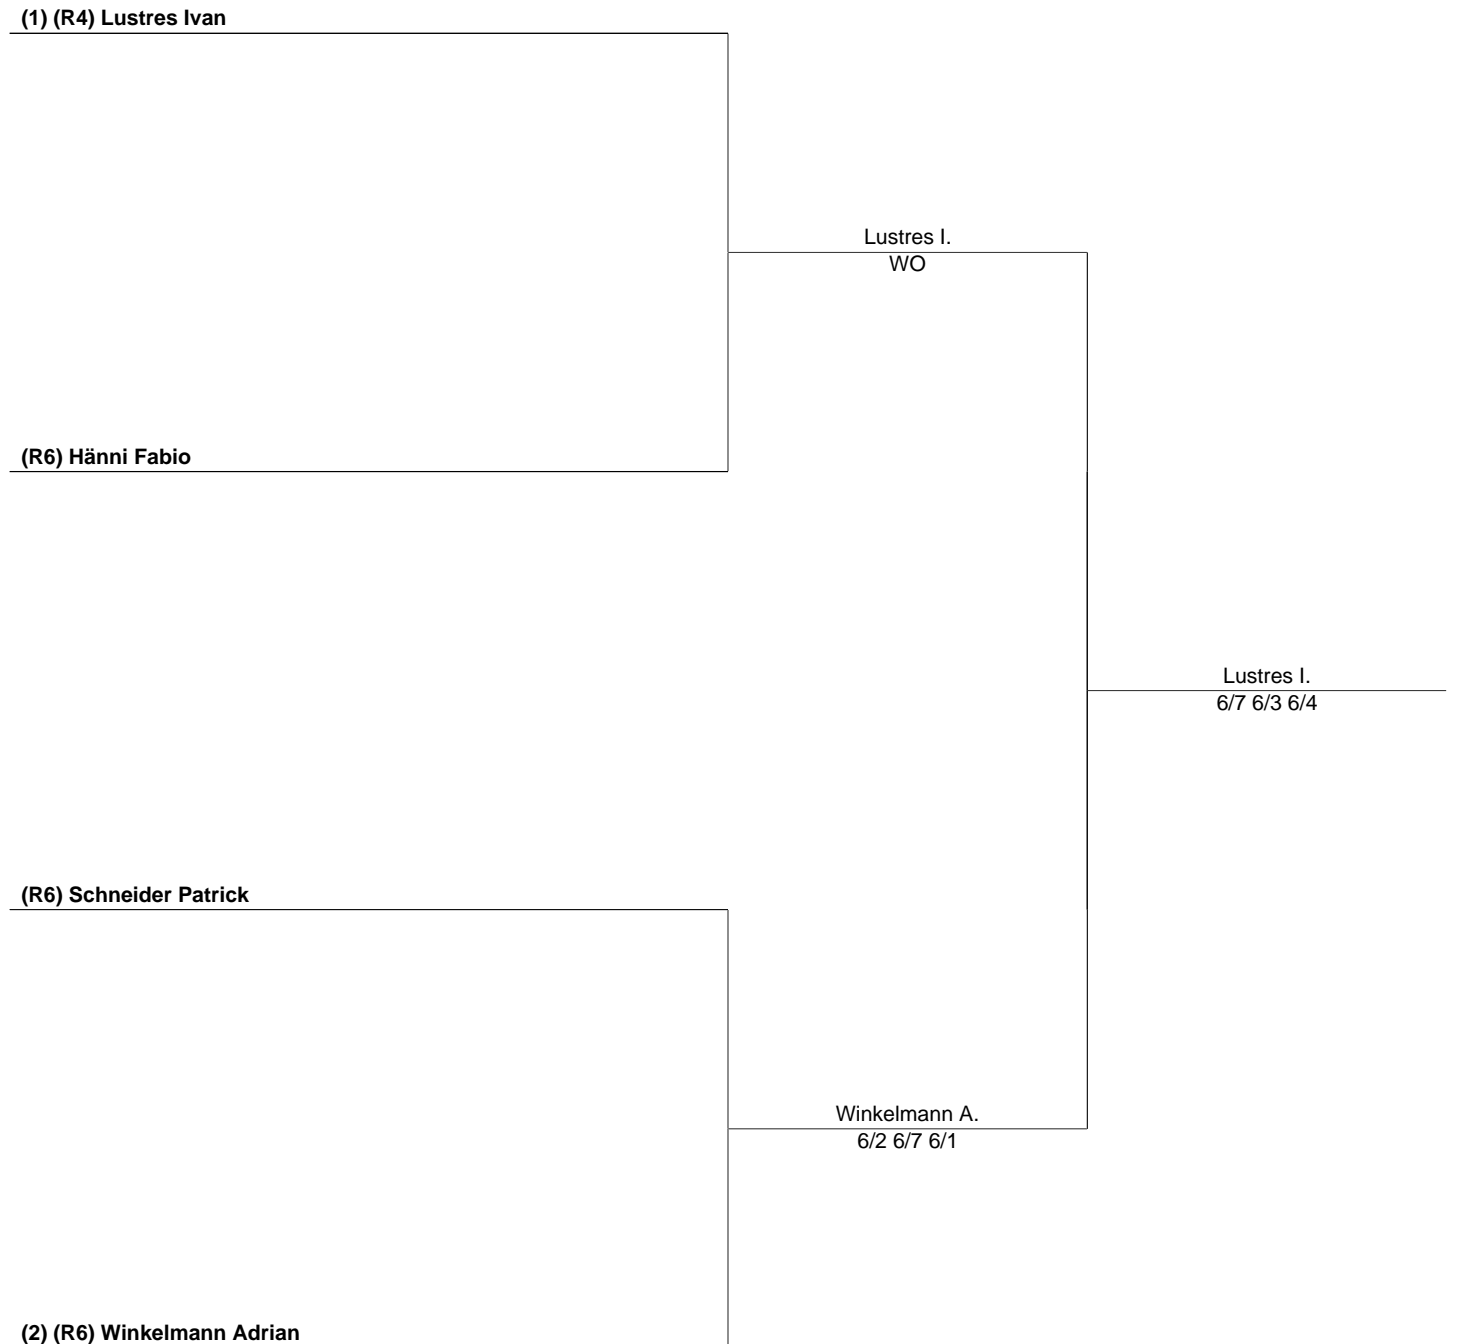 (1) (R4) Lustres Ivan
Lustres I.
WO
(R6) Hänni Fabio
Lustres I.
6/7 6/3 6/4
(R6) Schneider Patrick
Winkelmann A.
6/2 6/7 6/1
(2) (R6) Winkelmann Adrian